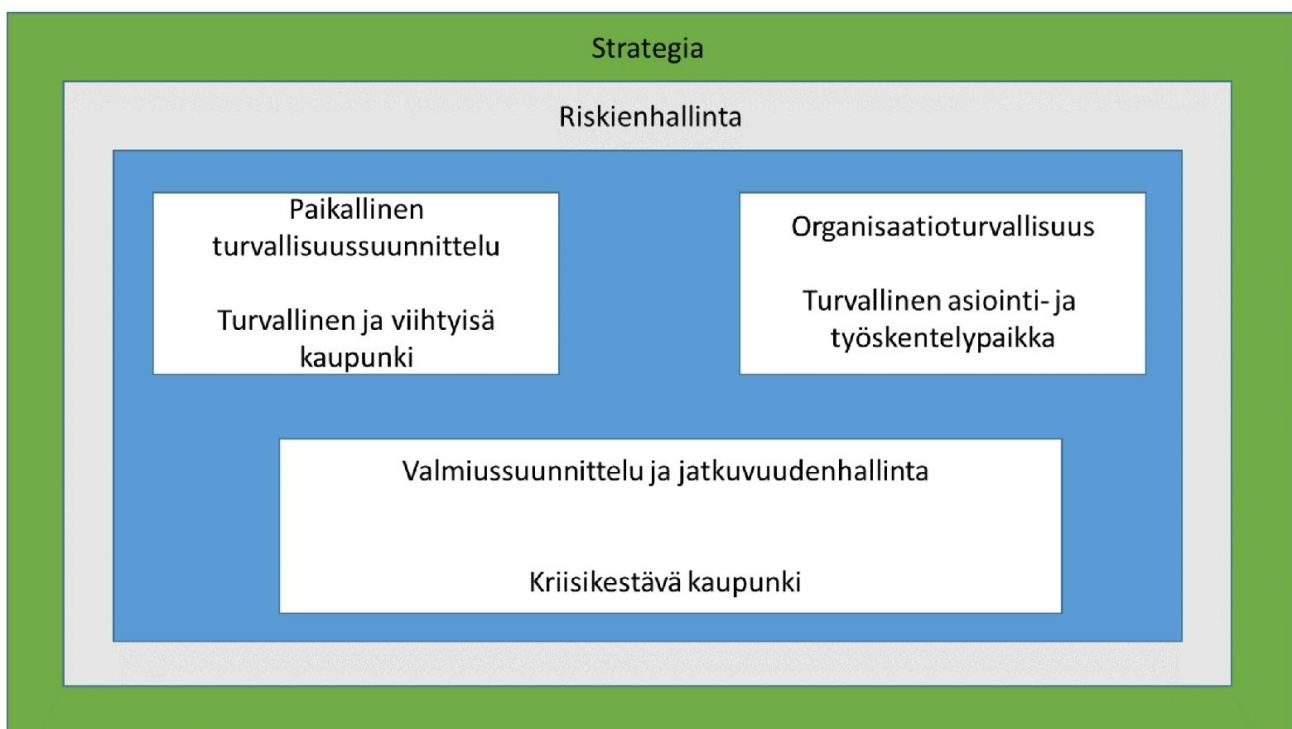 Strategia
Riskienhallinta
Paikallinen
turvallisuussuunnittelu
Turvallinen ja viihtyisä
kaupunki
Organisaatioturvallisuus
Turvallinen asiointi- ja
työskentelypaikka
Valmiussuunnittelu ja jatkuvuudenhallinta
Kriisikestävä kaupunki